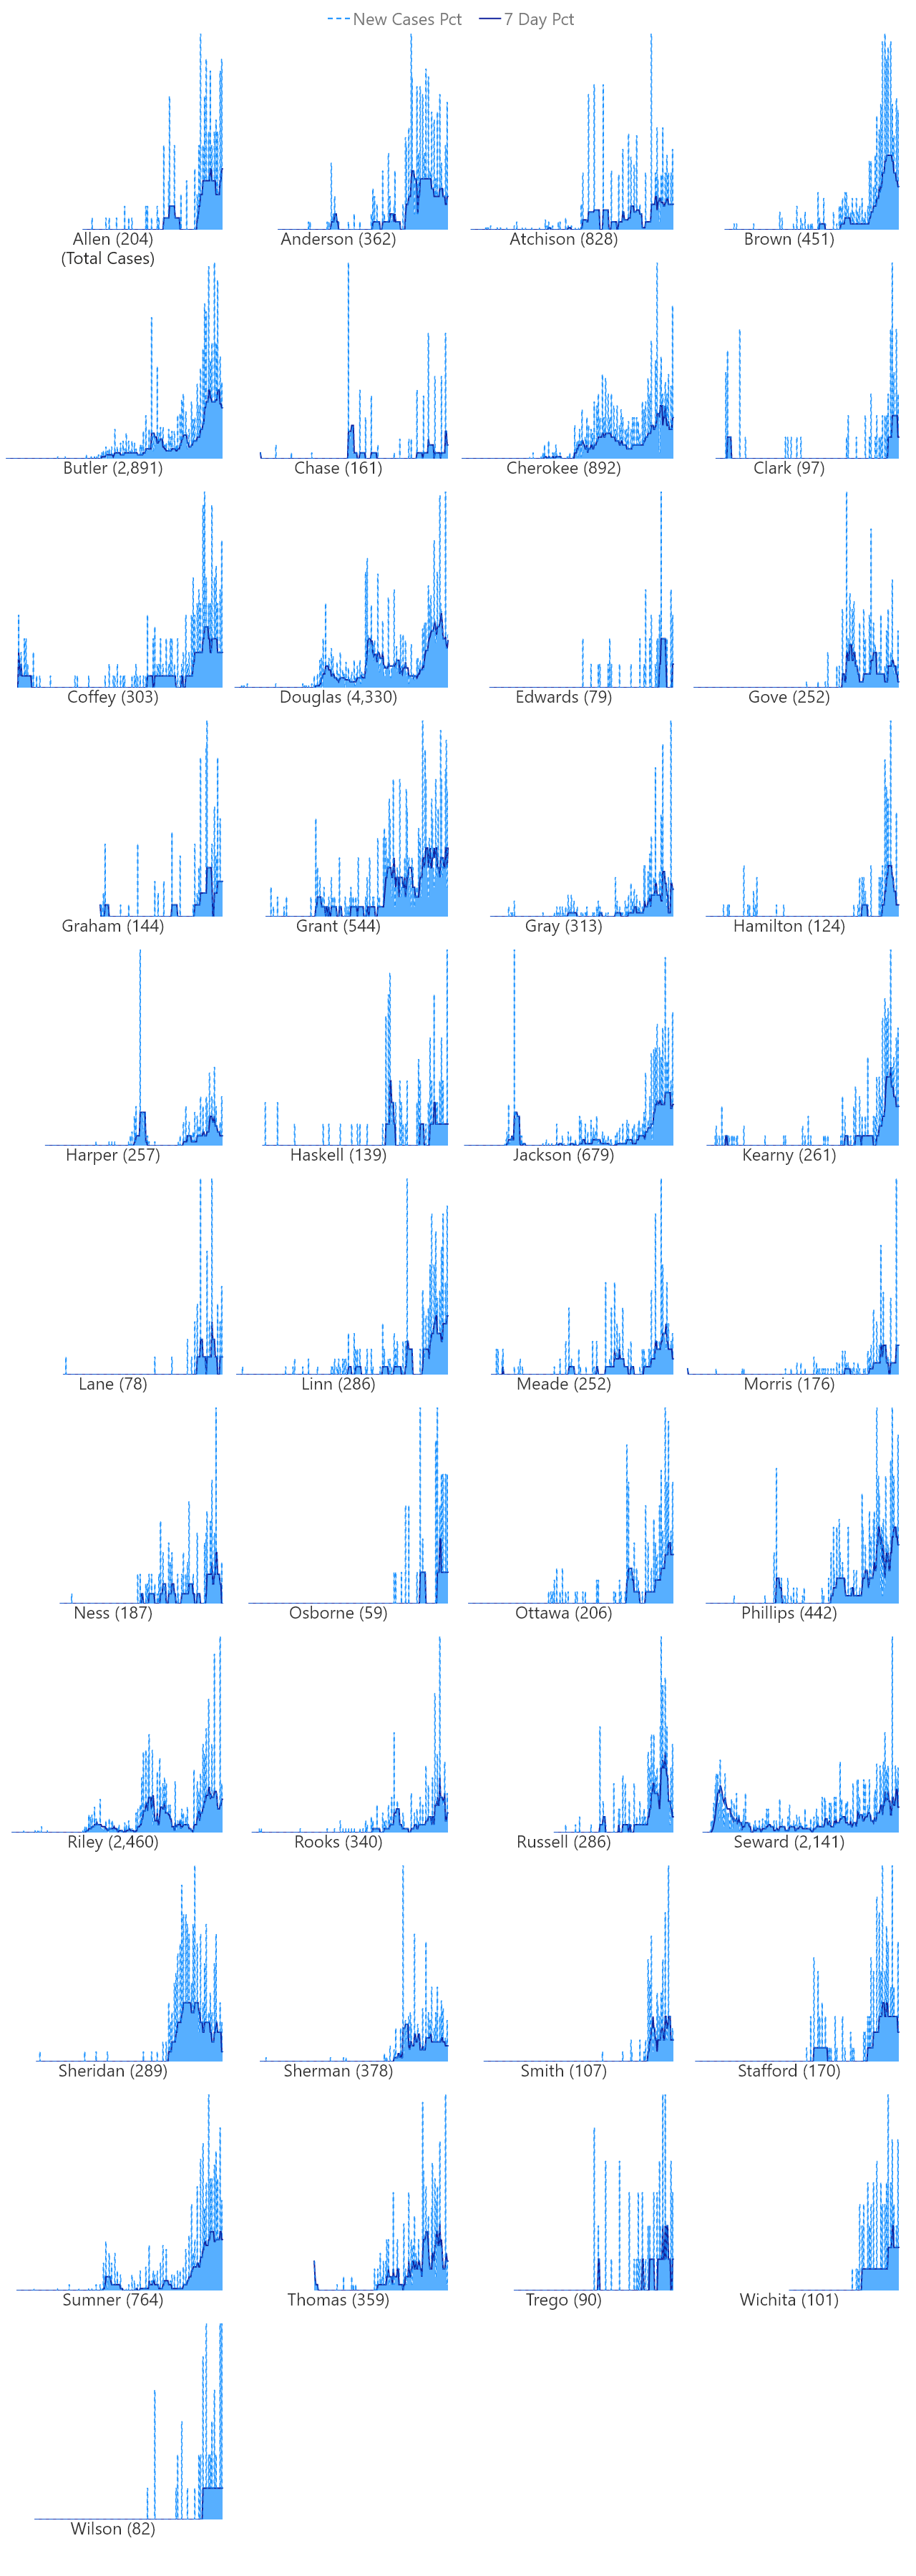 New Cases Pct 7 Day Pct
Allen (204) Anderson (362) Atchison (828) Brown (451)
(Total Cases)
Butler (2,891) Chase (161) Cherokee (892) Clark (97)
Coffey (303) Douglas (4,330) Edwards (79) Gove (252)
Graham (144) Grant (544) Gray (313) Hamilton (124)
Harper (257) Haskell (139) Jackson (679) Kearny (261)
Lane (78) Linn (286) Meade (252) Morris (176)
Ness (187) Osborne (59) Ottawa (206) Phillips (442)
Riley (2,460) Rooks (340) Russell (286) Seward (2,141)
Sheridan (289) Sherman (378) Smith (107) Stafford (170)
Sumner (764) Thomas (359) Trego (90) Wichita (101)
Wilson (82)